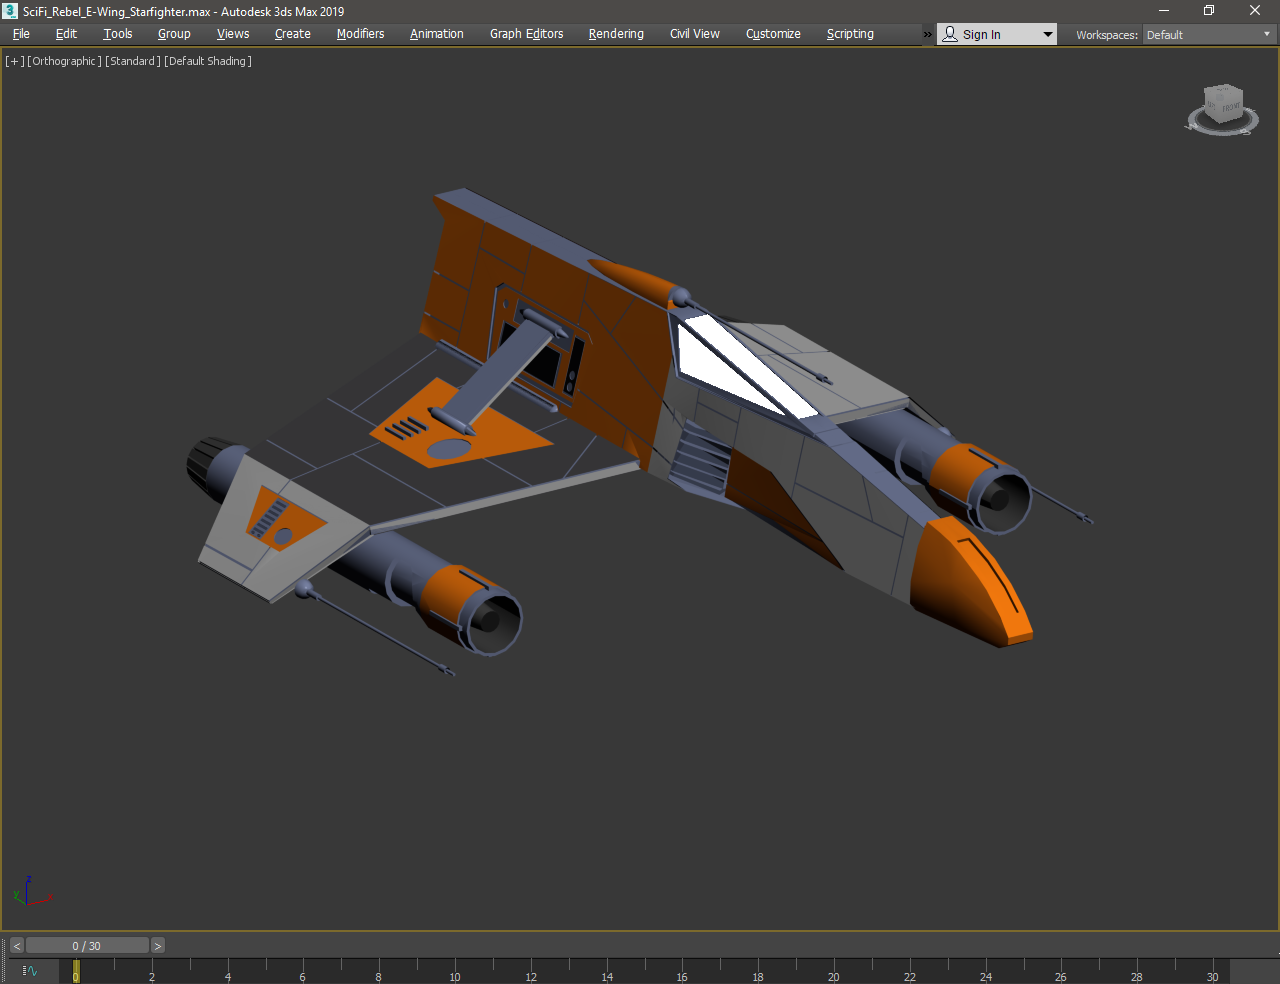 SciFi_Rebel_E-Wing_Starfighter.max - Autodesk 3ds Max 2019
File Edit Tools Group Views Create Modifiers Animation Graph Editors Rendering Civil View Customize Scripting » Sign In Workspaces: Default
[+] [Orthographic] [Standard] [Default Shading]
FRONT
z
y
< 0 / 30 >
0 2 4 6 8 10 12 14 16 18 20 22 24 26 28 30